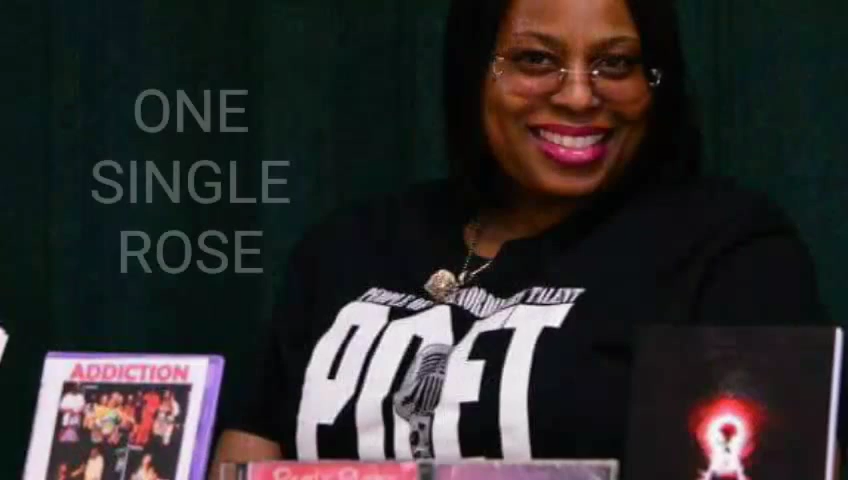 ONE
SINGLE
ROSE
PEOPLE OF EXTRAORDINARY TALENT
POET
ADDICTION